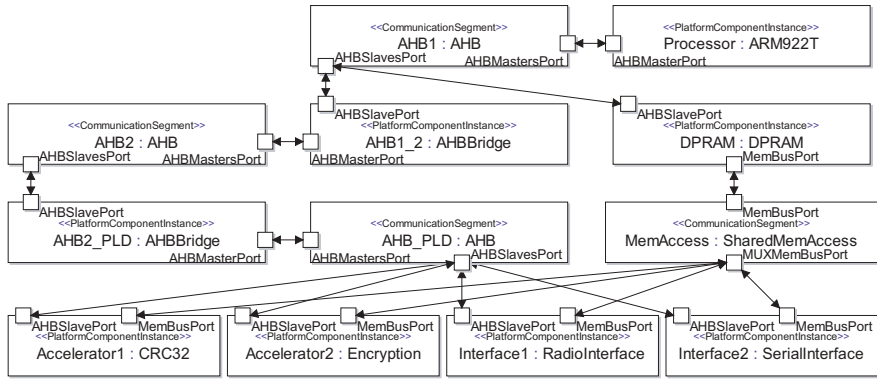 <<CommunicationSegment>>
AHB1 : AHB
AHBSlavesPort
AHBMastersPort
<<PlatformComponentInstance>>
Processor : ARM922T
AHBMasterPort
<<CommunicationSegment>>
AHB2 : AHB
AHBSlavesPort
AHBMastersPort
AHBSlavePort
<<PlatformComponentInstance>>
AHB1_2 : AHBBridge
AHBMasterPort
AHBSlavePort
<<PlatformComponentInstance>>
DPRAM : DPRAM
MemBusPort
AHBSlavePort
<<PlatformComponentInstance>>
AHB2_PLD : AHBBridge
AHBMasterPort
<<CommunicationSegment>>
AHB_PLD : AHB
AHBSlavesPort
AHBMastersPort
MemBusPort
<<CommunicationSegment>>
MemAccess : SharedMemAccess
MUXMemBusPort
AHBSlavePort
MemBusPort
<<PlatformComponentInstance>>
Accelerator1 : CRC32
AHBSlavePort
MemBusPort
<<PlatformComponentInstance>>
Accelerator2 : Encryption
AHBSlavePort
MemBusPort
<<PlatformComponentInstance>>
Interface1 : RadioInterface
AHBSlavePort
MemBusPort
<<PlatformComponentInstance>>
Interface2 : SerialInterface